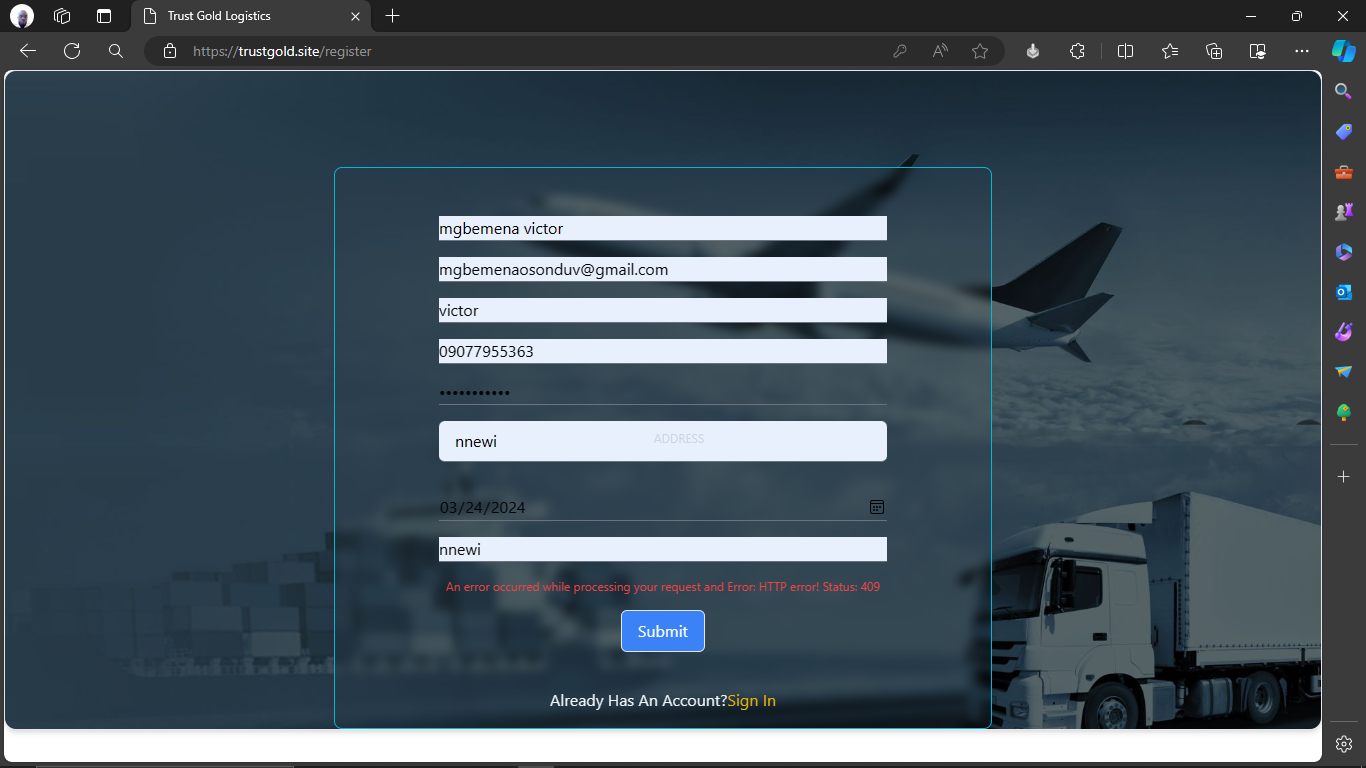 Trust Gold Logistics
https://trustgold.site/register
mgbemena victor
mgbemenaosonduv@gmail.com
victor
09077955363
•••••••••••
nnewi
ADDRESS
03/24/2024
nnewi
An error occurred while processing your request and Error: HTTP error! Status: 409
Submit
Already Has An Account?Sign In